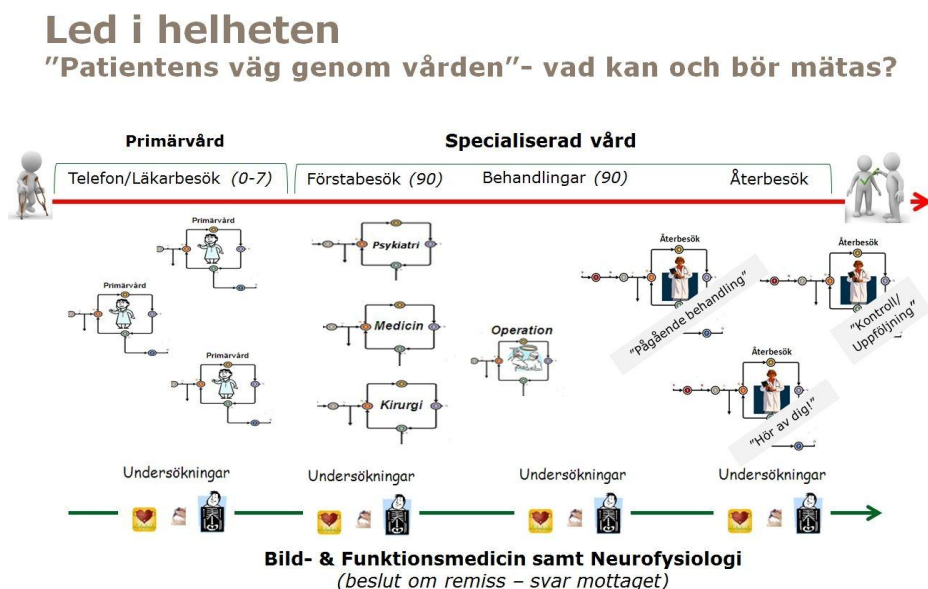 Led i helheten
”Patientens väg genom vården”- vad kan och bör mätas?
Primärvård
Specialiserad vård
Telefon/Läkarbesök (0-7)
Förstabesök (90)
Behandlingar (90)
Återbesök
Primärvård
Primärvård
Primärvård
Psykiatri
Medicin
Kirurgi
Operation
Återbesök
”Pågående behandling”
Återbesök
”Kontroll/
Uppföljning”
Återbesök
”Hör av dig!”
Undersökningar
Undersökningar
Undersökningar
Undersökningar
Bild- & Funktionsmedicin samt Neurofysiologi
(beslut om remiss – svar mottaget)